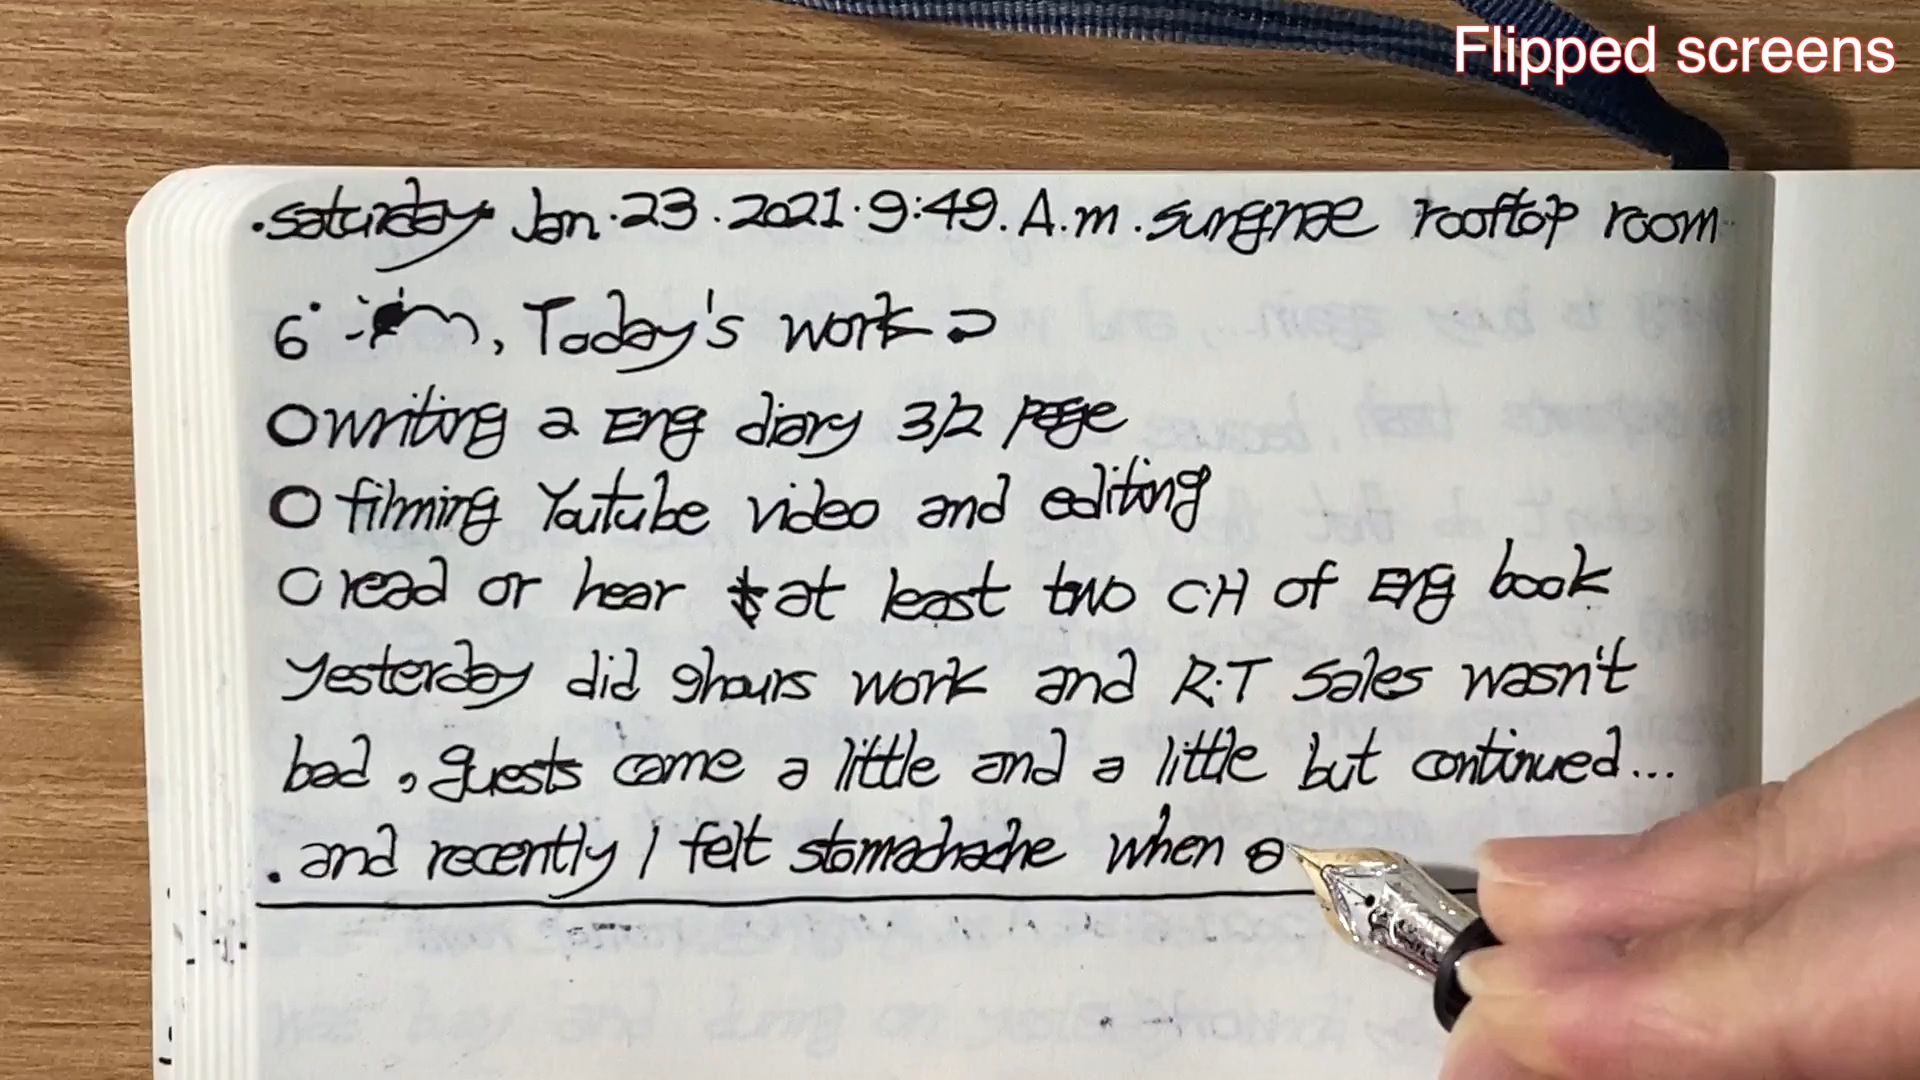 Flipped screens
.saturday Jan.23.2021.9:49.A.m.sungnae rooftop room
6°, Today's work
O writing a Eng diary 3/2 page
O filming Youtube video and editing
O read or hear at least two C.H of Eng book
Yesterday did 9hours work and R.T sales wasn't
bad, guests came a little and a little but continued...
. and recently I felt stomachache when